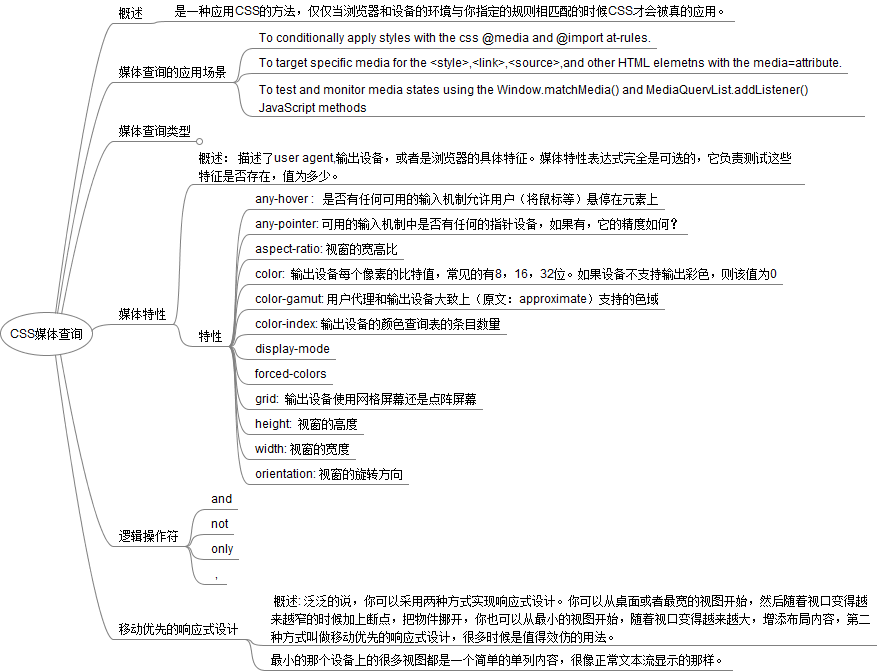 概述
是一种应用CSS的方法，仅仅当浏览器和设备的环境与你指定的规则相匹配的时候CSS才会被真的应用。
媒体查询的应用场景
To conditionally apply styles with the css @media and @import at-rules.
To target specific media for the <style>,<link>,<source>,and other HTML elemetns with the media=attribute.
To test and monitor media states using the Window.matchMedia() and MediaQuervList.addListener()
JavaScript methods
媒体查询类型
概述： 描述了user agent,输出设备，或者是浏览器的具体特征。媒体特性表达式完全是可选的，它负责测试这些
特征是否存在，值为多少。
媒体特性
特性
any-hover： 是否有任何可用的输入机制允许用户（将鼠标等）悬停在元素上
any-pointer: 可用的输入机制中是否有任何的指针设备，如果有，它的精度如何？
aspect-ratio: 视窗的宽高比
color: 输出设备每个像素的比特值，常见的有8，16，32位。如果设备不支持输出彩色，则该值为0
color-gamut: 用户代理和输出设备大致上（原文：approximate）支持的色域
color-index: 输出设备的颜色查询表的条目数量
display-mode
forced-colors
grid: 输出设备使用网格屏幕还是点阵屏幕
height: 视窗的高度
width: 视窗的宽度
orientation: 视窗的旋转方向
CSS媒体查询
逻辑操作符
and
not
only
,
移动优先的响应式设计
概述: 泛泛的说，你可以采用两种方式实现响应式设计。你可以从桌面或者最宽的视图开始，然后随着视口变得越
来越窄的时候加上断点，把物件挪开，你也可以从最小的视图开始，随着视口变得越来越大，增添布局内容，第二
种方式叫做移动优先的响应式设计，很多时候是值得效仿的用法。
最小的那个设备上的很多视图都是一个简单的单列内容，很像正常文本流显示的那样。